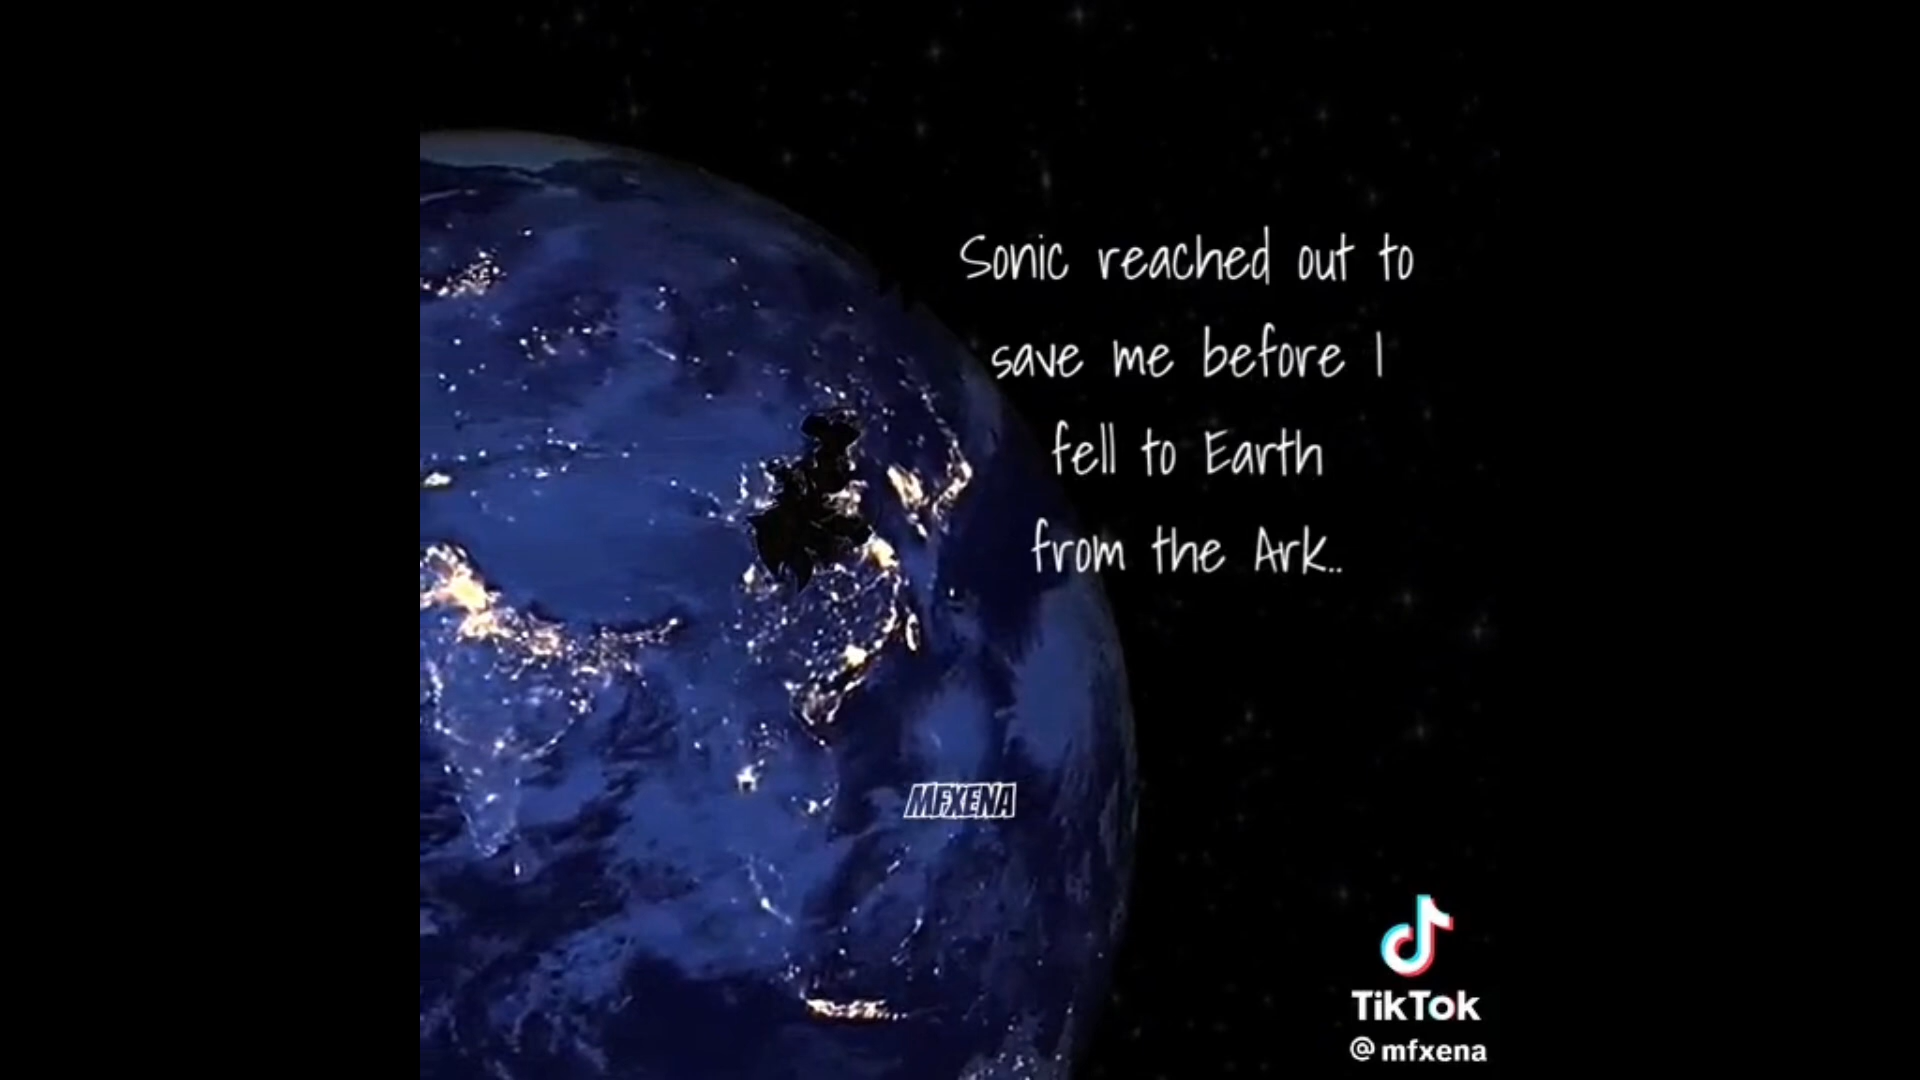 Sonic reached out to
save me before I
fell to Earth
from the Ark..
MFXENA
TikTok
@mfxena